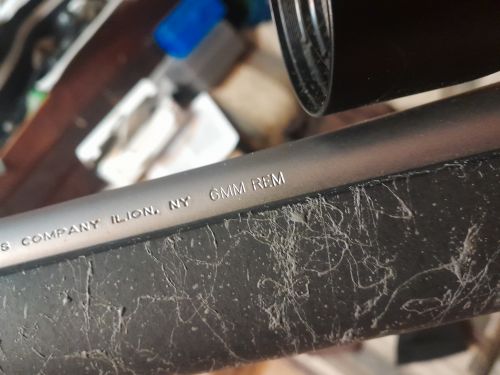 S COMPANY ILION, NY 6MM REM